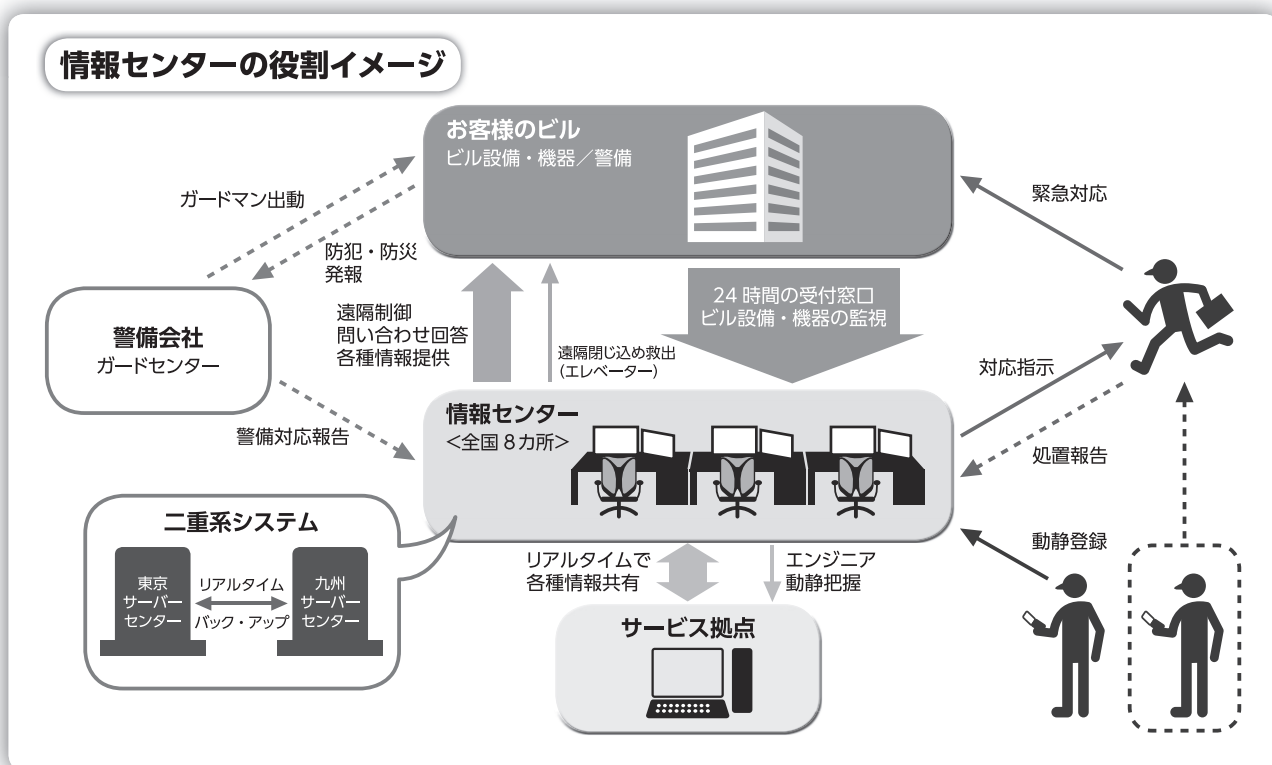 情報センターの役割イメージ
お客様のビル
ビル設備・機器／警備
ガードマン出動
緊急対応
防犯・防災
発報
24時間の受付窓口
ビル設備・機器の監視
遠隔制御
問い合わせ回答
各種情報提供
警備会社
ガードセンター
遠隔閉じ込め救出
(エレベーター)
対応指示
情報センター
<全国8カ所>
警備対応報告
処置報告
二重系システム
東京
サーバー
センター
リアルタイム
バック・アップ
九州
サーバー
センター
リアルタイムで
各種情報共有
エンジニア
動静把握
動静登録
サービス拠点